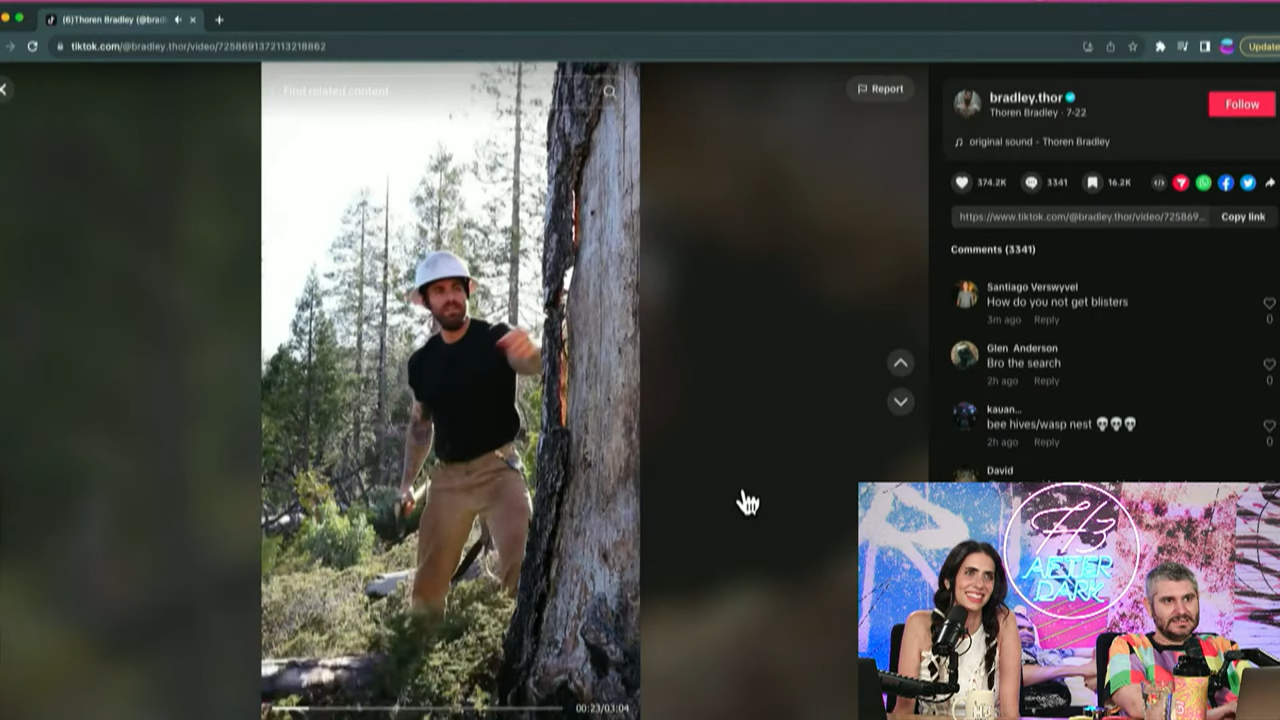 (6)Thoren Bradley (@brad
tiktok.com/@bradley.thor/video/7258691372113218862
Update
Find related content
Report
bradley.thor
Thoren Bradley · 7-22
Follow
original sound - Thoren Bradley
374.2K
3341
16.2K
https://www.tiktok.com/@bradley.thor/video/725869...
Copy link
Comments (3341)
Santiago Verswyvel
How do you not get blisters
3m ago Reply
0
Glen Anderson
Bro the search
2h ago Reply
0
kauan...
bee hives/wasp nest 💀💀💀
2h ago Reply
0
David
00:23/03:04
H3
AFTER
DARK